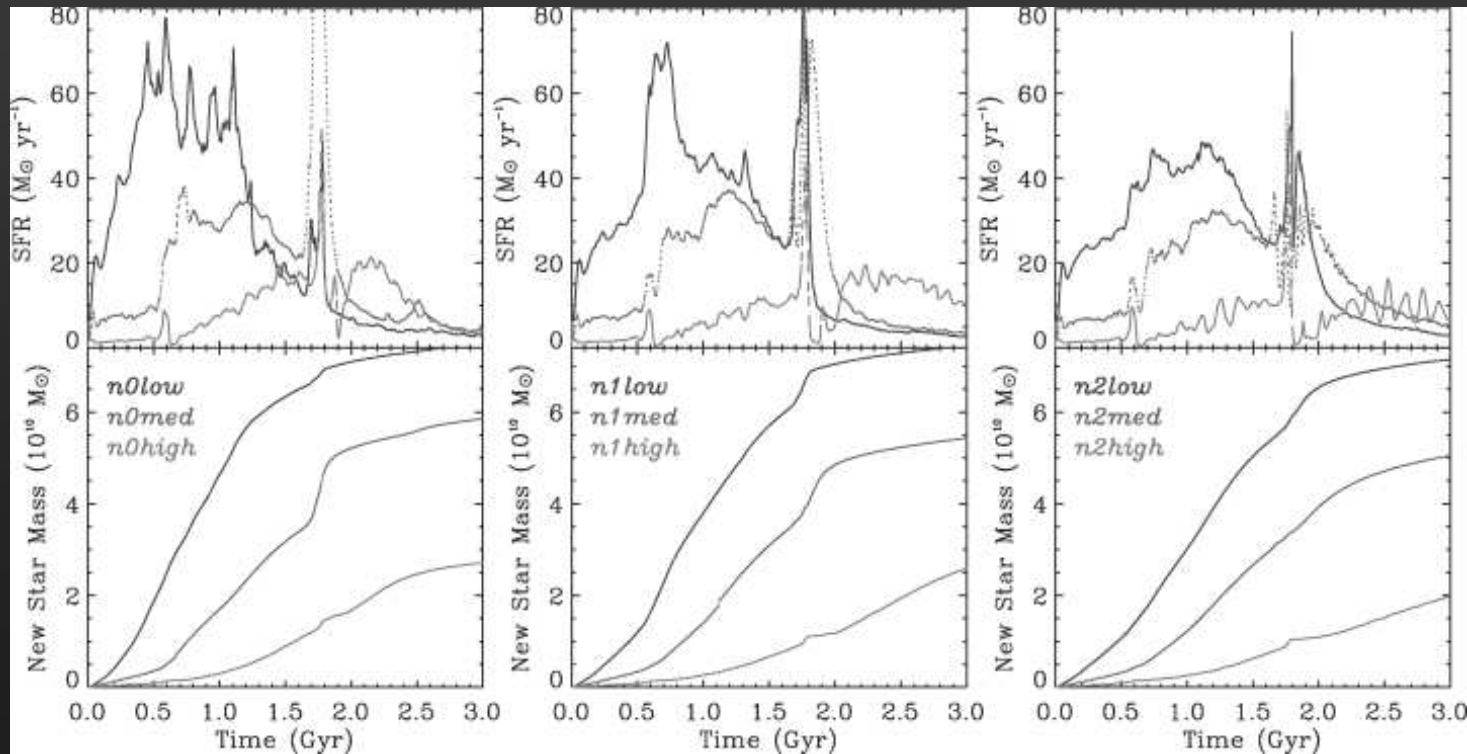 80
60
40
20
0
SFR (M⊙ yr⁻¹)
80
60
40
20
0
SFR (M⊙ yr⁻¹)
80
60
40
20
0
SFR (M⊙ yr⁻¹)
n0low
n0med
n0high
6
4
2
0
New Star Mass (10¹⁰ M⊙)
0.0 0.5 1.0 1.5 2.0 2.5 3.0
Time (Gyr)
n1low
n1med
n1high
6
4
2
0
New Star Mass (10¹⁰ M⊙)
0.0 0.5 1.0 1.5 2.0 2.5 3.0
Time (Gyr)
n2low
n2med
n2high
6
4
2
0
New Star Mass (10¹⁰ M⊙)
0.0 0.5 1.0 1.5 2.0 2.5 3.0
Time (Gyr)